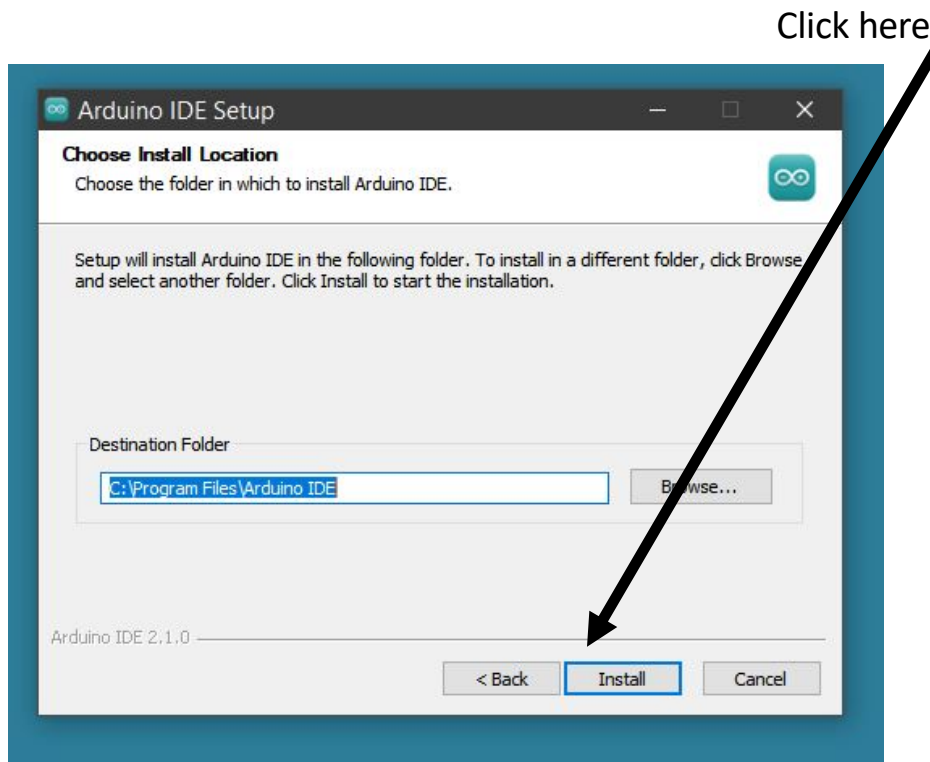 Click here
Arduino IDE Setup
Choose Install Location
Choose the folder in which to install Arduino IDE.
Setup will install Arduino IDE in the following folder. To install in a different folder, click Browse
and select another folder. Click Install to start the installation.
Destination Folder
C:\Program Files\Arduino IDE
Browse...
Arduino IDE 2.1.0
< Back Install Cancel